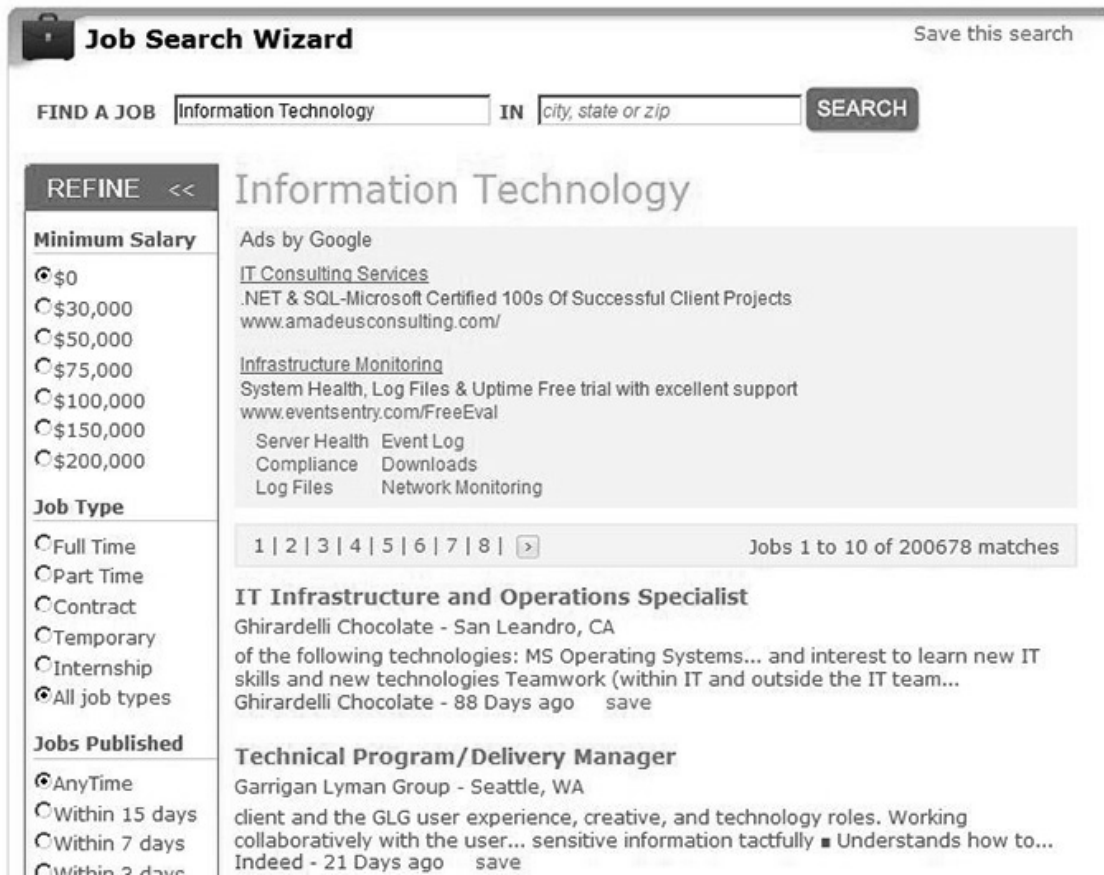 Job Search Wizard
Save this search
FIND A JOB Information Technology IN city, state or zip SEARCH
REFINE <<
Minimum Salary
$0
$30,000
$50,000
$75,000
$100,000
$150,000
$200,000
Job Type
Full Time
Part Time
Contract
Temporary
Internship
All job types
Jobs Published
AnyTime
Within 15 days
Within 7 days
Within 3 days
Information Technology
Ads by Google
IT Consulting Services
.NET & SQL-Microsoft Certified 100s Of Successful Client Projects
www.amadeusconsulting.com/
Infrastructure Monitoring
System Health, Log Files & Uptime Free trial with excellent support
www.eventsentry.com/FreeEval
Server Health Event Log
Compliance Downloads
Log Files Network Monitoring
1 | 2 | 3 | 4 | 5 | 6 | 7 | 8 | >
Jobs 1 to 10 of 200678 matches
IT Infrastructure and Operations Specialist
Ghirardelli Chocolate - San Leandro, CA
of the following technologies: MS Operating Systems... and interest to learn new IT
skills and new technologies Teamwork (within IT and outside the IT team...
Ghirardelli Chocolate - 88 Days ago save
Technical Program/Delivery Manager
Garrigan Lyman Group - Seattle, WA
client and the GLG user experience, creative, and technology roles. Working
collaboratively with the user... sensitive information tactfully ■ Understands how to...
Indeed - 21 Days ago save